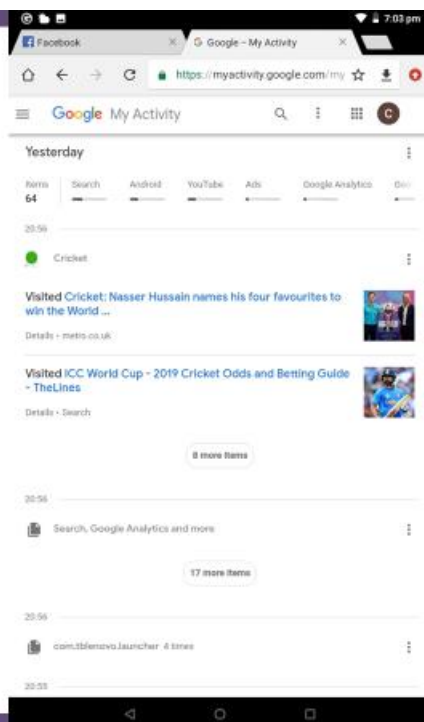 7:03 pm
Facebook
Google – My Activity
https://myactivity.google.com/my
Google My Activity
C
Yesterday
Items Search Android YouTube Ads Google Analytics
64
20:56
Cricket
Visited Cricket: Nasser Hussain names his four favourites to
win the World ...
Details • metro.co.uk
Visited ICC World Cup - 2019 Cricket Odds and Betting Guide
- TheLines
Details • Search
8 more items
20:56
Search, Google Analytics and more
17 more items
20:56
com.tblenovo.launcher 4 times
20:55